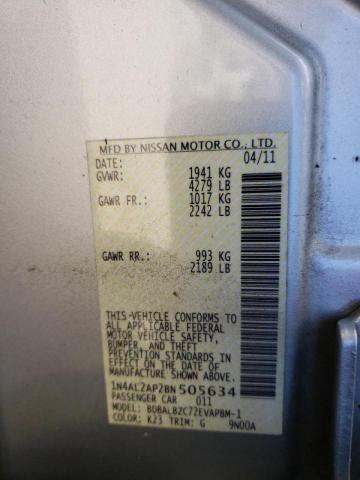 MFD BY NISSAN MOTOR CO., LTD.
DATE: 04/11
GVWR: 1941 KG
4279 LB
GAWR FR.: 1017 KG
2242 LB
GAWR RR.: 993 KG
2189 LB
THIS VEHICLE CONFORMS TO
ALL APPLICABLE FEDERAL
MOTOR VEHICLE SAFETY,
BUMPER, AND THEFT
PREVENTION STANDARDS
IN EFFECT ON THE DATE OF
MANUFACTURE SHOWN ABOVE.
1N4AL2AP2BN 505634
PASSENGER CAR 011
MODEL: BDBALBZC72EVAPBM-1
COLOR: K23 TRIM: G 9N00A